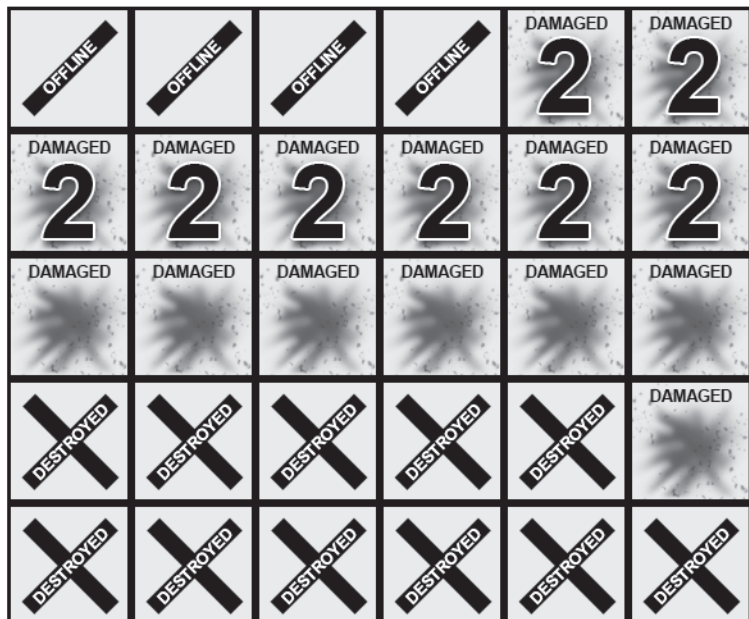 OFFLINE OFFLINE OFFLINE OFFLINE DAMAGED DAMAGED
2 2
DAMAGED DAMAGED DAMAGED DAMAGED DAMAGED DAMAGED
2 2 2 2 2 2
DAMAGED DAMAGED DAMAGED DAMAGED DAMAGED DAMAGED
DESTROYED DESTROYED DESTROYED DESTROYED DESTROYED DAMAGED
DESTROYED DESTROYED DESTROYED DESTROYED DESTROYED DESTROYED